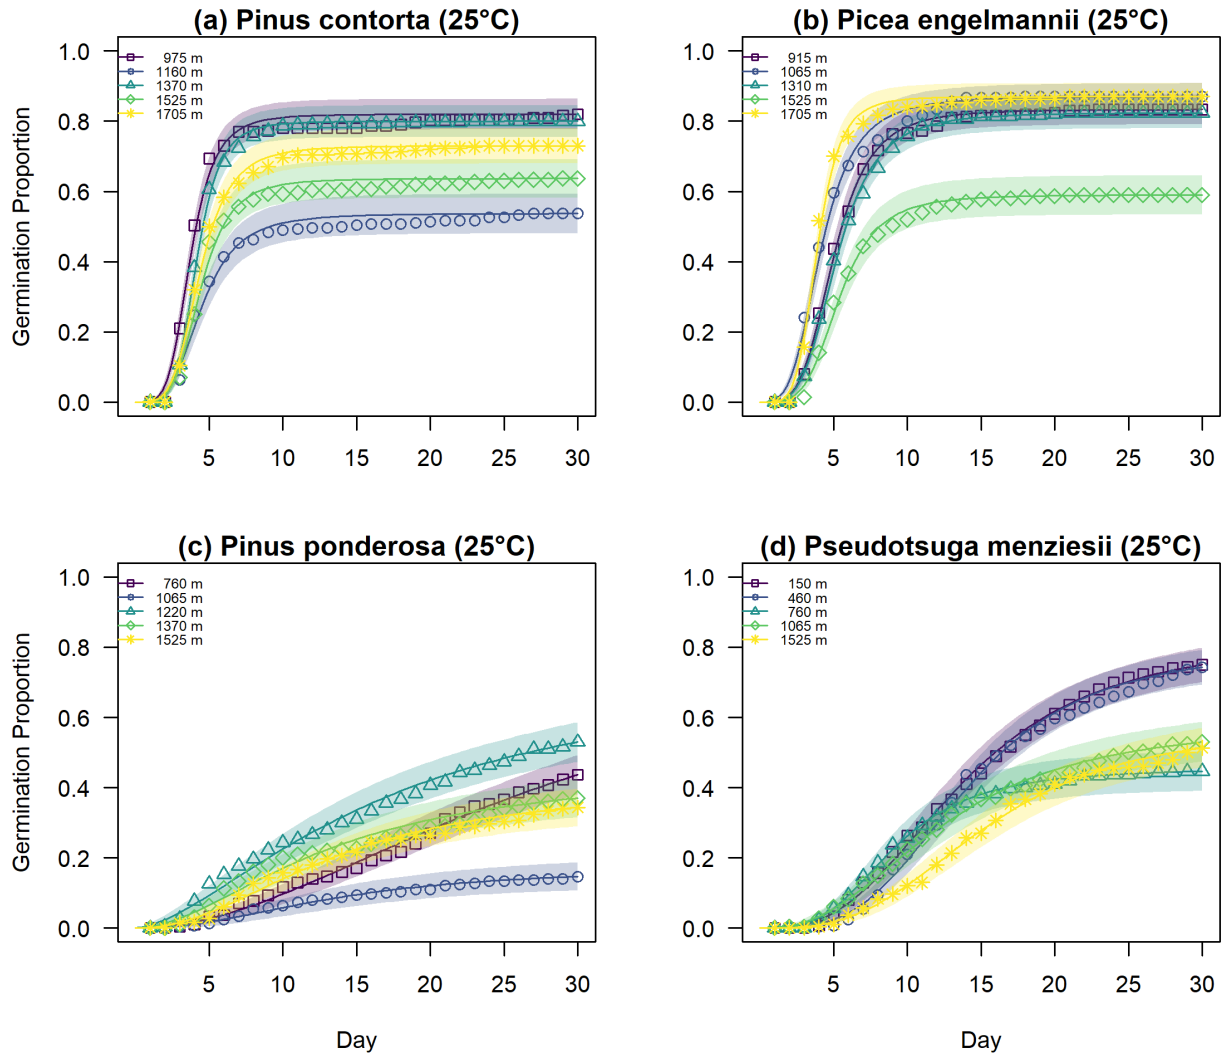 (a) Pinus contorta (25°C)
Germination Proportion
1.0
0.8
0.6
0.4
0.2
0.0
975 m
1160 m
1370 m
1525 m
1705 m
5 10 15 20 25 30
(b) Picea engelmannii (25°C)
1.0
0.8
0.6
0.4
0.2
0.0
915 m
1065 m
1310 m
1525 m
1705 m
5 10 15 20 25 30
(c) Pinus ponderosa (25°C)
Germination Proportion
1.0
0.8
0.6
0.4
0.2
0.0
760 m
1065 m
1220 m
1370 m
1525 m
5 10 15 20 25 30
Day
(d) Pseudotsuga menziesii (25°C)
1.0
0.8
0.6
0.4
0.2
0.0
150 m
460 m
760 m
1065 m
1525 m
5 10 15 20 25 30
Day